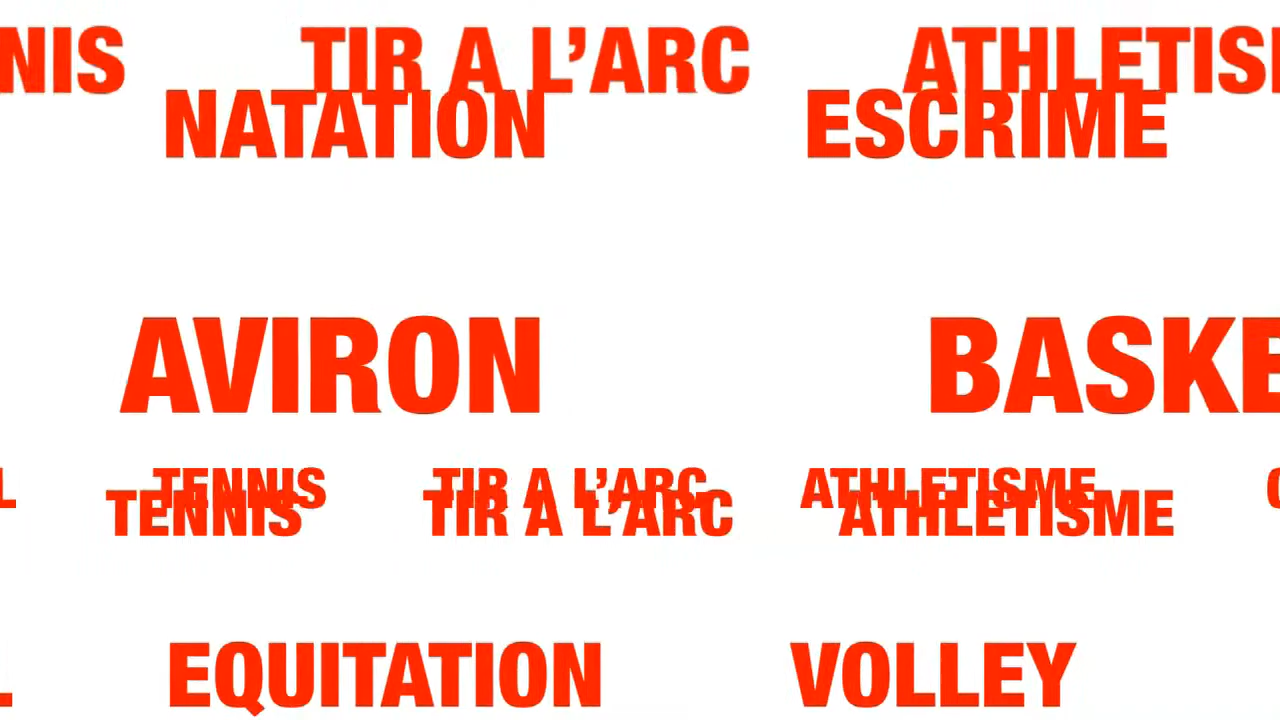 NIS TIR A L’ARC ATHLETIS
NATATION ESCRIME
AVIRON BASKE
L TENNIS TIR A L’ARC ATHLETISME
TENNIS TIR A L’ARC ATHLETISME
L EQUITATION VOLLEY